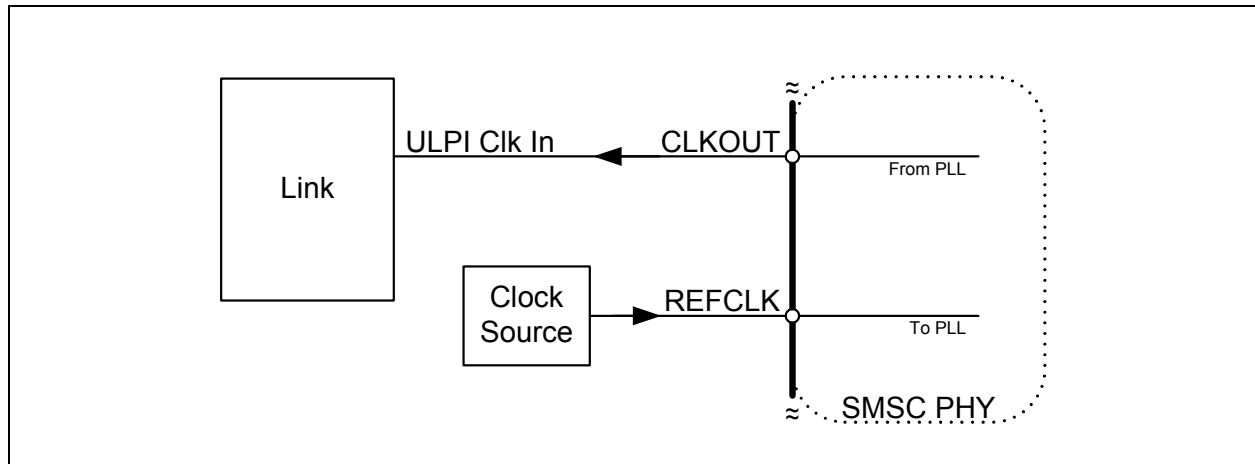 ULPI Clk In
CLKOUT
From PLL
Link
Clock
Source
REFCLK
To PLL
SMSC PHY